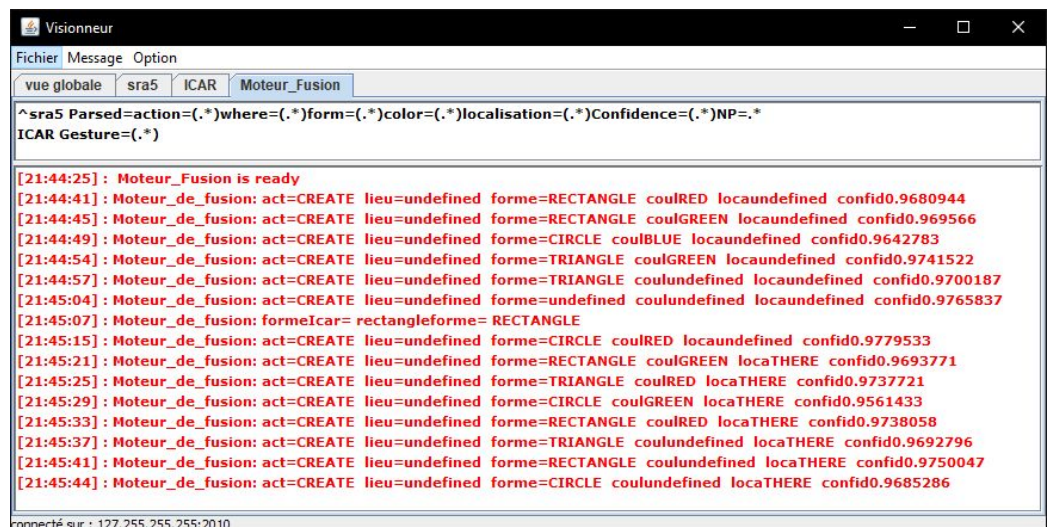 Visionneur
Fichier Message Option
vue globale sra5 ICAR Moteur_Fusion
^sra5 Parsed=action=(.*)where=(.*)form=(.*)color=(.*)localisation=(.*)Confidence=(.*)NP=.*
ICAR Gesture=(.*)
[21:44:25] : Moteur_Fusion is ready
[21:44:41] : Moteur_de_fusion: act=CREATE lieu=undefined forme=RECTANGLE coulRED locaundefined confid0.9680944
[21:44:45] : Moteur_de_fusion: act=CREATE lieu=undefined forme=RECTANGLE coulGREEN locaundefined confid0.969566
[21:44:49] : Moteur_de_fusion: act=CREATE lieu=undefined forme=CIRCLE coulBLUE locaundefined confid0.9642783
[21:44:54] : Moteur_de_fusion: act=CREATE lieu=undefined forme=TRIANGLE coulGREEN locaundefined confid0.9741522
[21:44:57] : Moteur_de_fusion: act=CREATE lieu=undefined forme=TRIANGLE coulundefined locaundefined confid0.9700187
[21:45:04] : Moteur_de_fusion: act=CREATE lieu=undefined forme=undefined coulundefined locaundefined confid0.9765837
[21:45:07] : Moteur_de_fusion: formeIcar= rectangleforme= RECTANGLE
[21:45:15] : Moteur_de_fusion: act=CREATE lieu=undefined forme=CIRCLE coulRED locaundefined confid0.9779533
[21:45:21] : Moteur_de_fusion: act=CREATE lieu=undefined forme=RECTANGLE coulGREEN locaTHERE confid0.9693771
[21:45:25] : Moteur_de_fusion: act=CREATE lieu=undefined forme=TRIANGLE coulRED locaTHERE confid0.9737721
[21:45:29] : Moteur_de_fusion: act=CREATE lieu=undefined forme=CIRCLE coulGREEN locaTHERE confid0.9561433
[21:45:33] : Moteur_de_fusion: act=CREATE lieu=undefined forme=RECTANGLE coulRED locaTHERE confid0.9738058
[21:45:37] : Moteur_de_fusion: act=CREATE lieu=undefined forme=TRIANGLE coulundefined locaTHERE confid0.9692796
[21:45:41] : Moteur_de_fusion: act=CREATE lieu=undefined forme=RECTANGLE coulundefined locaTHERE confid0.9750047
[21:45:44] : Moteur_de_fusion: act=CREATE lieu=undefined forme=CIRCLE coulundefined locaTHERE confid0.9685286
connecté sur : 127.255.255.255:2010